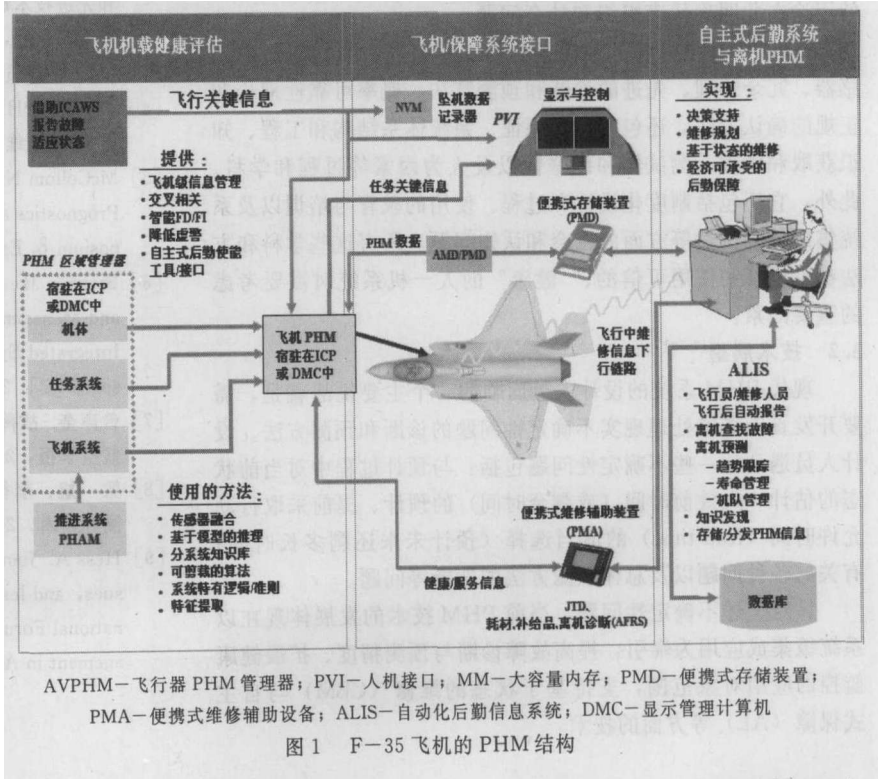 飞机机载健康评估
飞机/保障系统接口
自主式后勤系统
与离机PHM
借助ICAWS
报告故障
适应状态
飞行关键信息
提供：
·飞机级信息管理
·交叉相关
·智能FD/FI
·降低虚警
·自主式后勤使能
工具/接口
PHM 区域管理器
宿驻在ICP
或DMC中
机体
任务系统
飞机系统
推进系统
PHAM
使用的方法：
·传感器融合
·基于模型的推理
·分系统知识库
·可剪裁的算法
·系统特有逻辑/准则
·特征提取
飞机 PHM
宿驻在ICP
或 DMC中
NVM
坠机数据
记录器
显示与控制
PVI
任务关键信息
便携式存储装置
(PMD)
PHM 数据
AMD/PMD
飞行中维
修信息下
行链路
便携式维修辅助装置
(PMA)
健康/服务信息
JTD、
耗材、补给品、离机诊断(AFRS)
实现：
·决策支持
·维修规划
·基于状态的维修
·经济可承受的
后勤保障
ALIS
·飞行员/维修人员
飞行后自动报告
·离机查找故障
·离机预测
-趋势跟踪
-寿命管理
-机队管理
·知识发现
·存储/分发PHM信息
数据库
AVPHM－飞行器 PHM 管理器；PVI－人机接口；MM－大容量内存；PMD－便携式存储装置；
PMA－便携式维修辅助设备；ALIS－自动化后勤信息系统；DMC－显示管理计算机
图 1 F－35 飞机的 PHM 结构